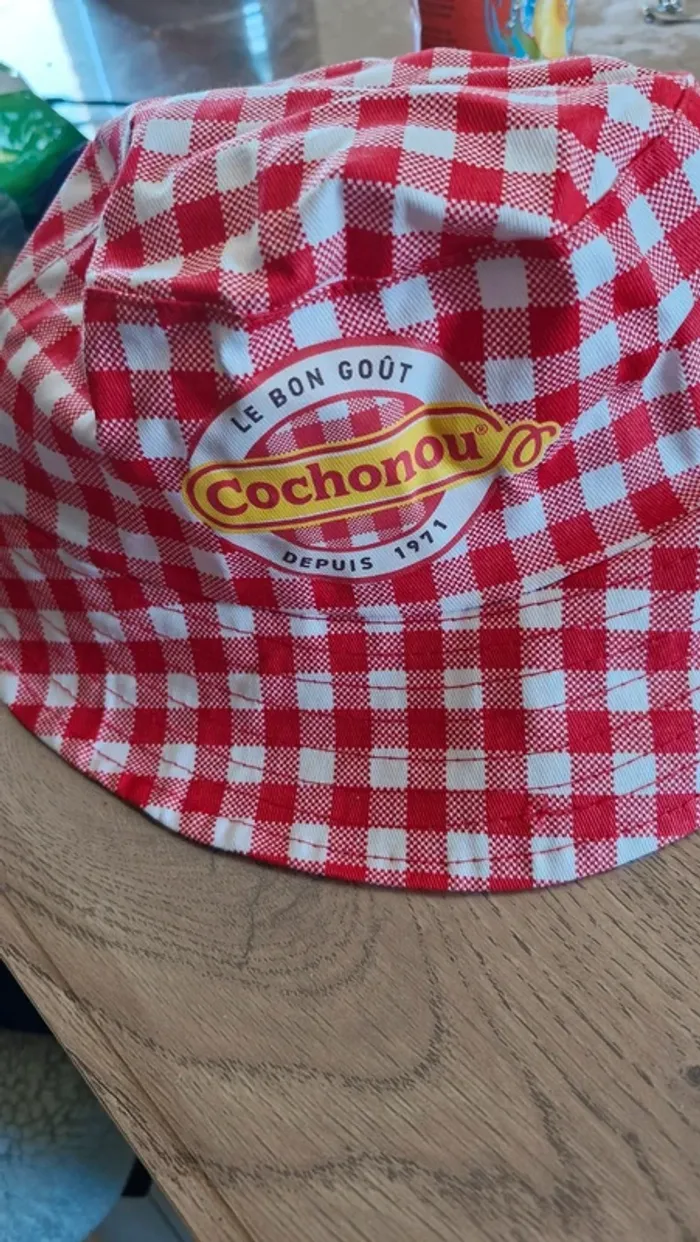 LE BON GOÛT
Cochonou®
DEPUIS 1971